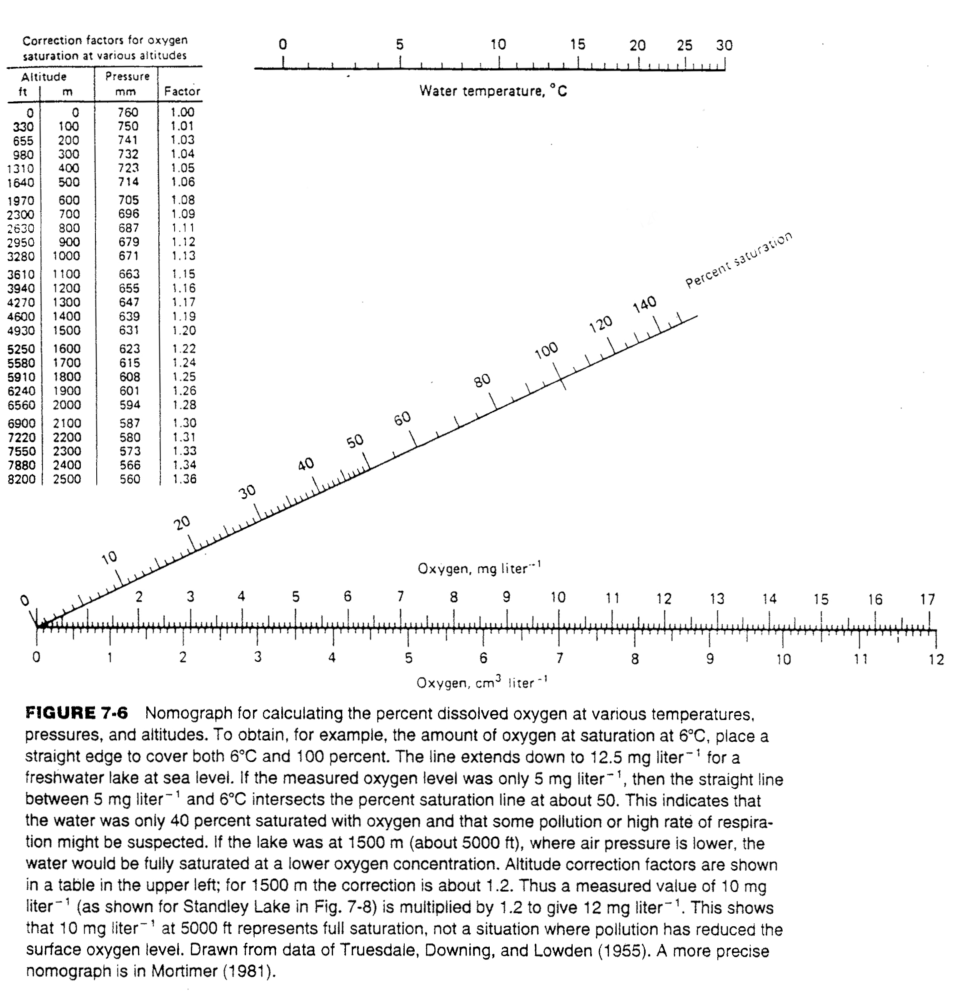 Correction factors for oxygen
saturation at various altitudes
Altitude Pressure
ft m mm Factor
0 0 760 1.00
330 100 750 1.01
655 200 741 1.03
980 300 732 1.04
1310 400 723 1.05
1640 500 714 1.06
1970 600 705 1.08
2300 700 696 1.09
2630 800 687 1.11
2950 900 679 1.12
3280 1000 671 1.13
3610 1100 663 1.15
3940 1200 655 1.16
4270 1300 647 1.17
4600 1400 639 1.19
4930 1500 631 1.20
5250 1600 623 1.22
5580 1700 615 1.24
5910 1800 608 1.25
6240 1900 601 1.26
6560 2000 594 1.28
6900 2100 587 1.30
7220 2200 580 1.31
7550 2300 573 1.33
7880 2400 566 1.34
8200 2500 560 1.36
0 5 10 15 20 25 30
Water temperature, °C
Percent saturation
0 10 20 30 40 50 60 80 100 120 140
Oxygen, mg liter⁻¹
2 3 4 5 6 7 8 9 10 11 12 13 14 15 16 17
0 1 2 3 4 5 6 7 8 9 10 11 12
Oxygen, cm³ liter⁻¹
FIGURE 7-6 Nomograph for calculating the percent dissolved oxygen at various temperatures,
pressures, and altitudes. To obtain, for example, the amount of oxygen at saturation at 6°C, place a
straight edge to cover both 6°C and 100 percent. The line extends down to 12.5 mg liter⁻¹ for a
freshwater lake at sea level. If the measured oxygen level was only 5 mg liter⁻¹, then the straight line
between 5 mg liter⁻¹ and 6°C intersects the percent saturation line at about 50. This indicates that
the water was only 40 percent saturated with oxygen and that some pollution or high rate of respira-
tion might be suspected. If the lake was at 1500 m (about 5000 ft), where air pressure is lower, the
water would be fully saturated at a lower oxygen concentration. Altitude correction factors are shown
in a table in the upper left; for 1500 m the correction is about 1.2. Thus a measured value of 10 mg
liter⁻¹ (as shown for Standley Lake in Fig. 7-8) is multiplied by 1.2 to give 12 mg liter⁻¹. This shows
that 10 mg liter⁻¹ at 5000 ft represents full saturation, not a situation where pollution has reduced the
surface oxygen level. Drawn from data of Truesdale, Downing, and Lowden (1955). A more precise
nomograph is in Mortimer (1981).